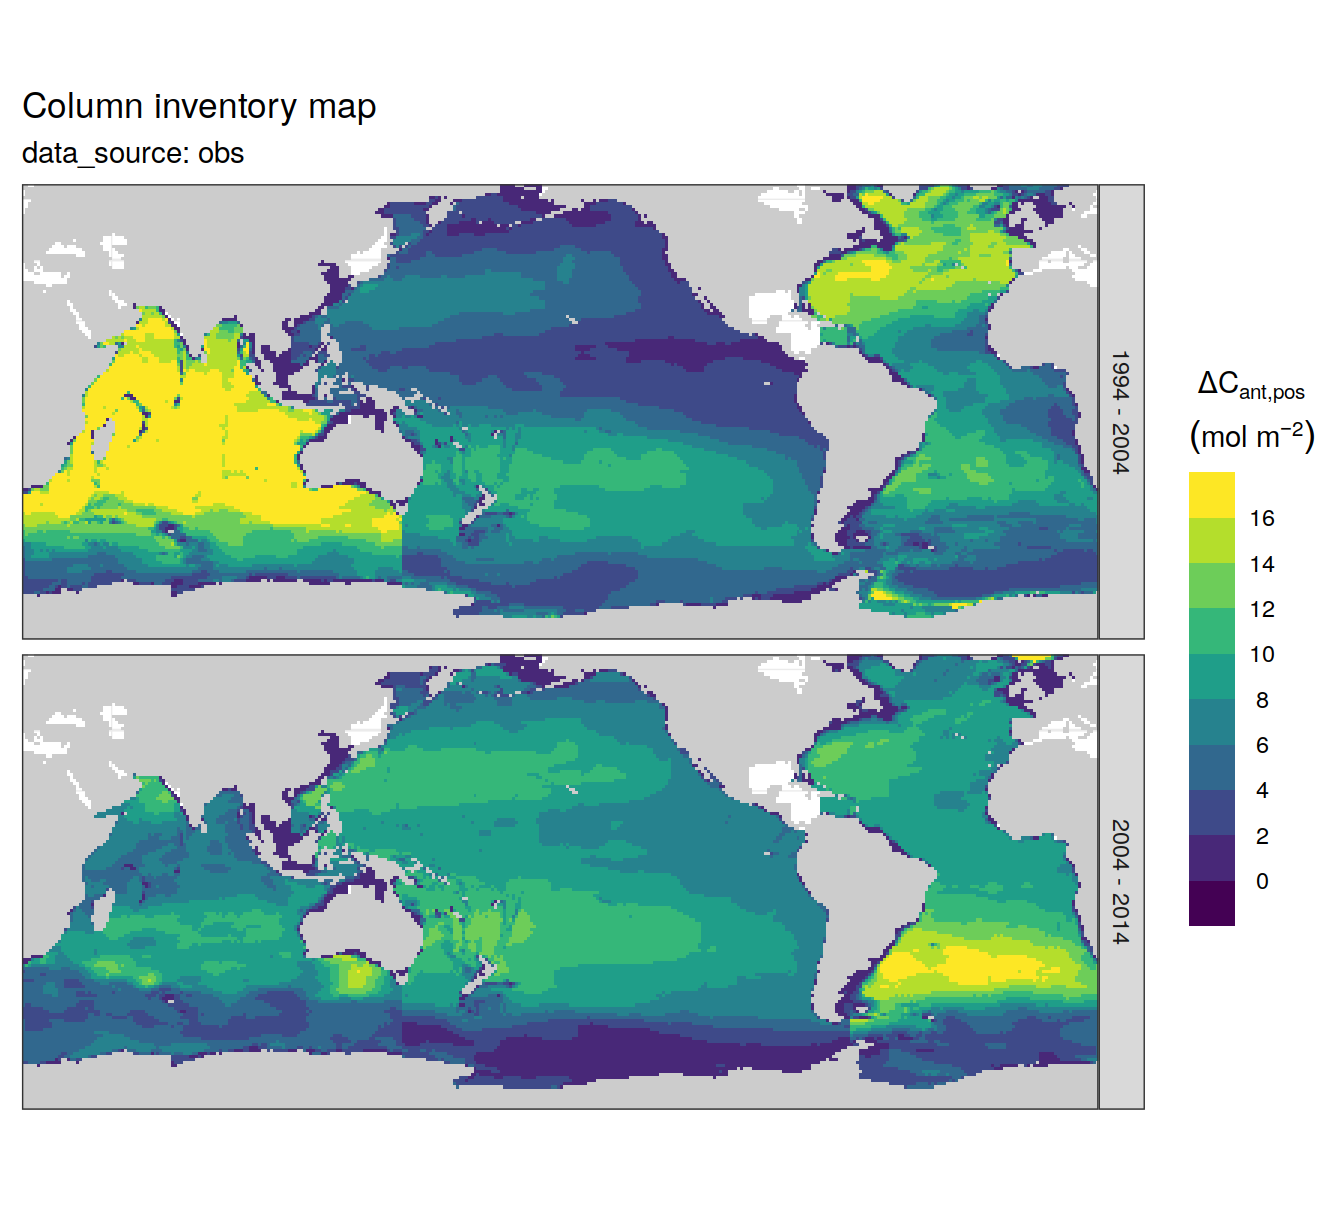 Column inventory map
data_source: obs
1994 - 2004
2004 - 2014
ΔCant,pos
(mol m−2)
16
14
12
10
8
6
4
2
0